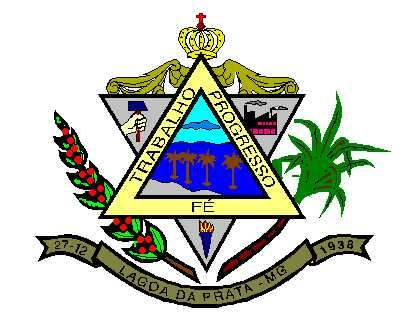 TRABALHO
PROGRESSO
FÉ
27-12
LAGOA DA PRATA - MG
1938